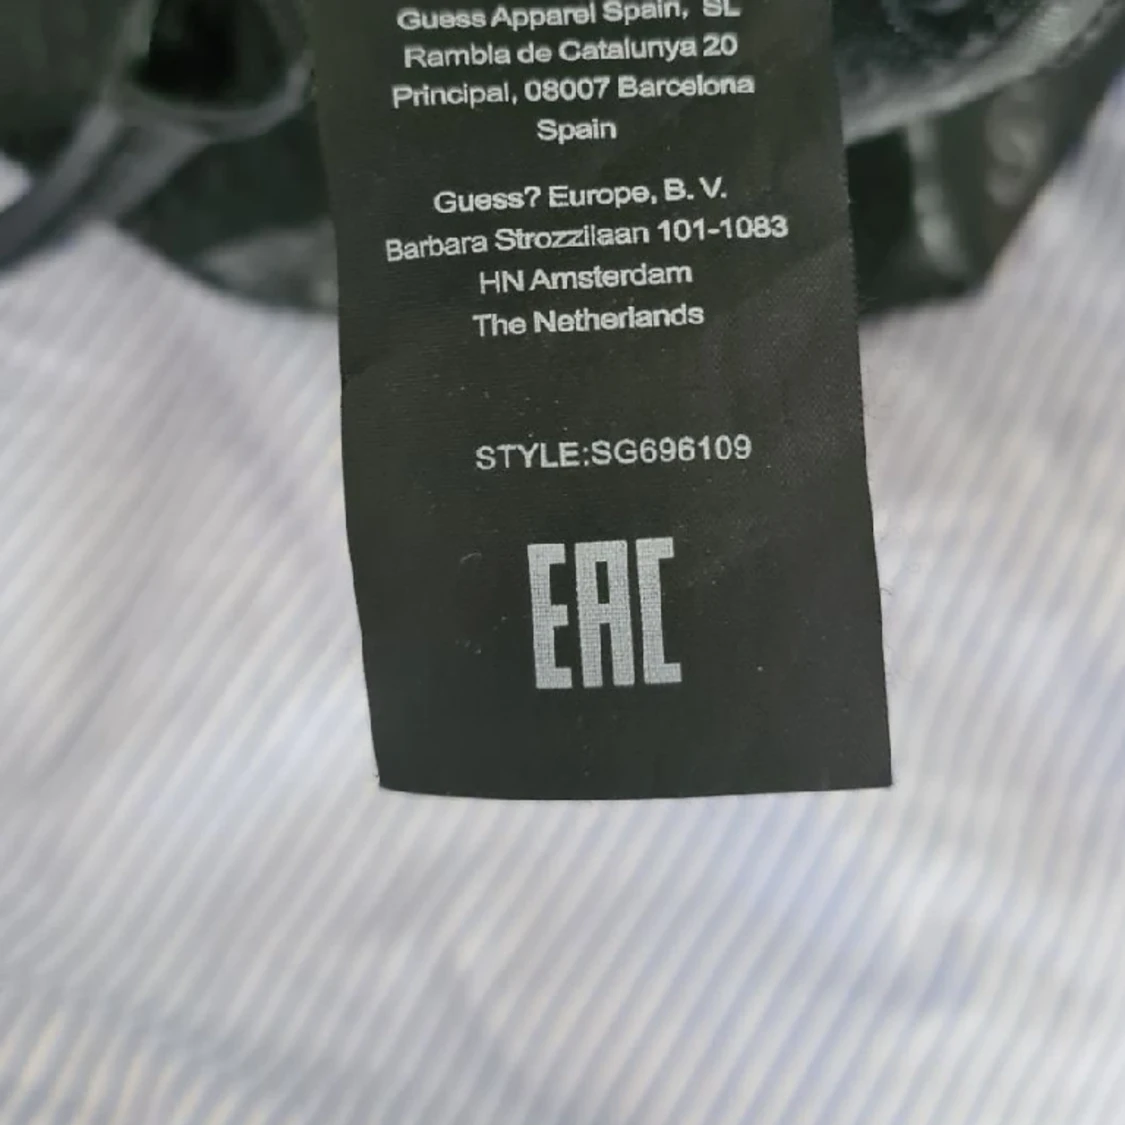 Guess Apparel Spain, SL
Rambla de Catalunya 20
Principal, 08007 Barcelona
Spain
Guess? Europe, B. V.
Barbara Strozzilaan 101-1083
HN Amsterdam
The Netherlands
STYLE:SG696109
EAC